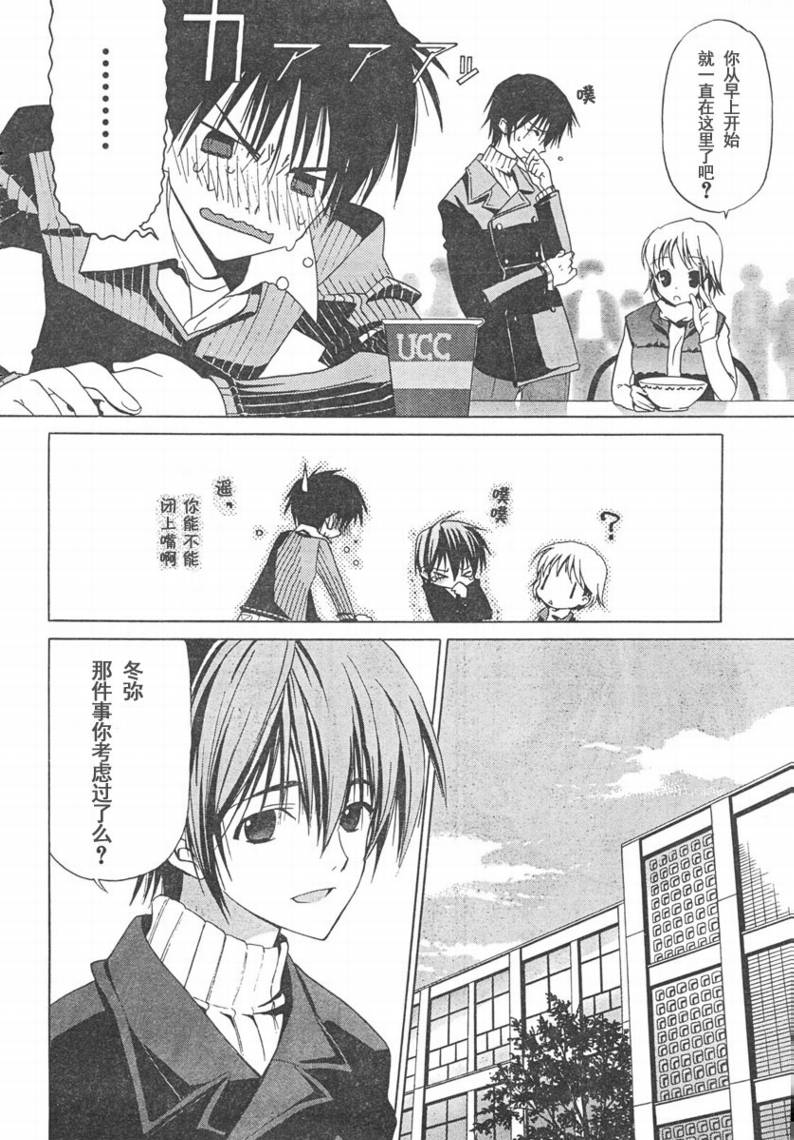 你从早上开始
就一直在这里了吧？
噗
カァァァァッ
………
UCC
？
噗
噗
遥，
你能不能
闭上嘴啊
冬弥
那件事你考虑过了么？